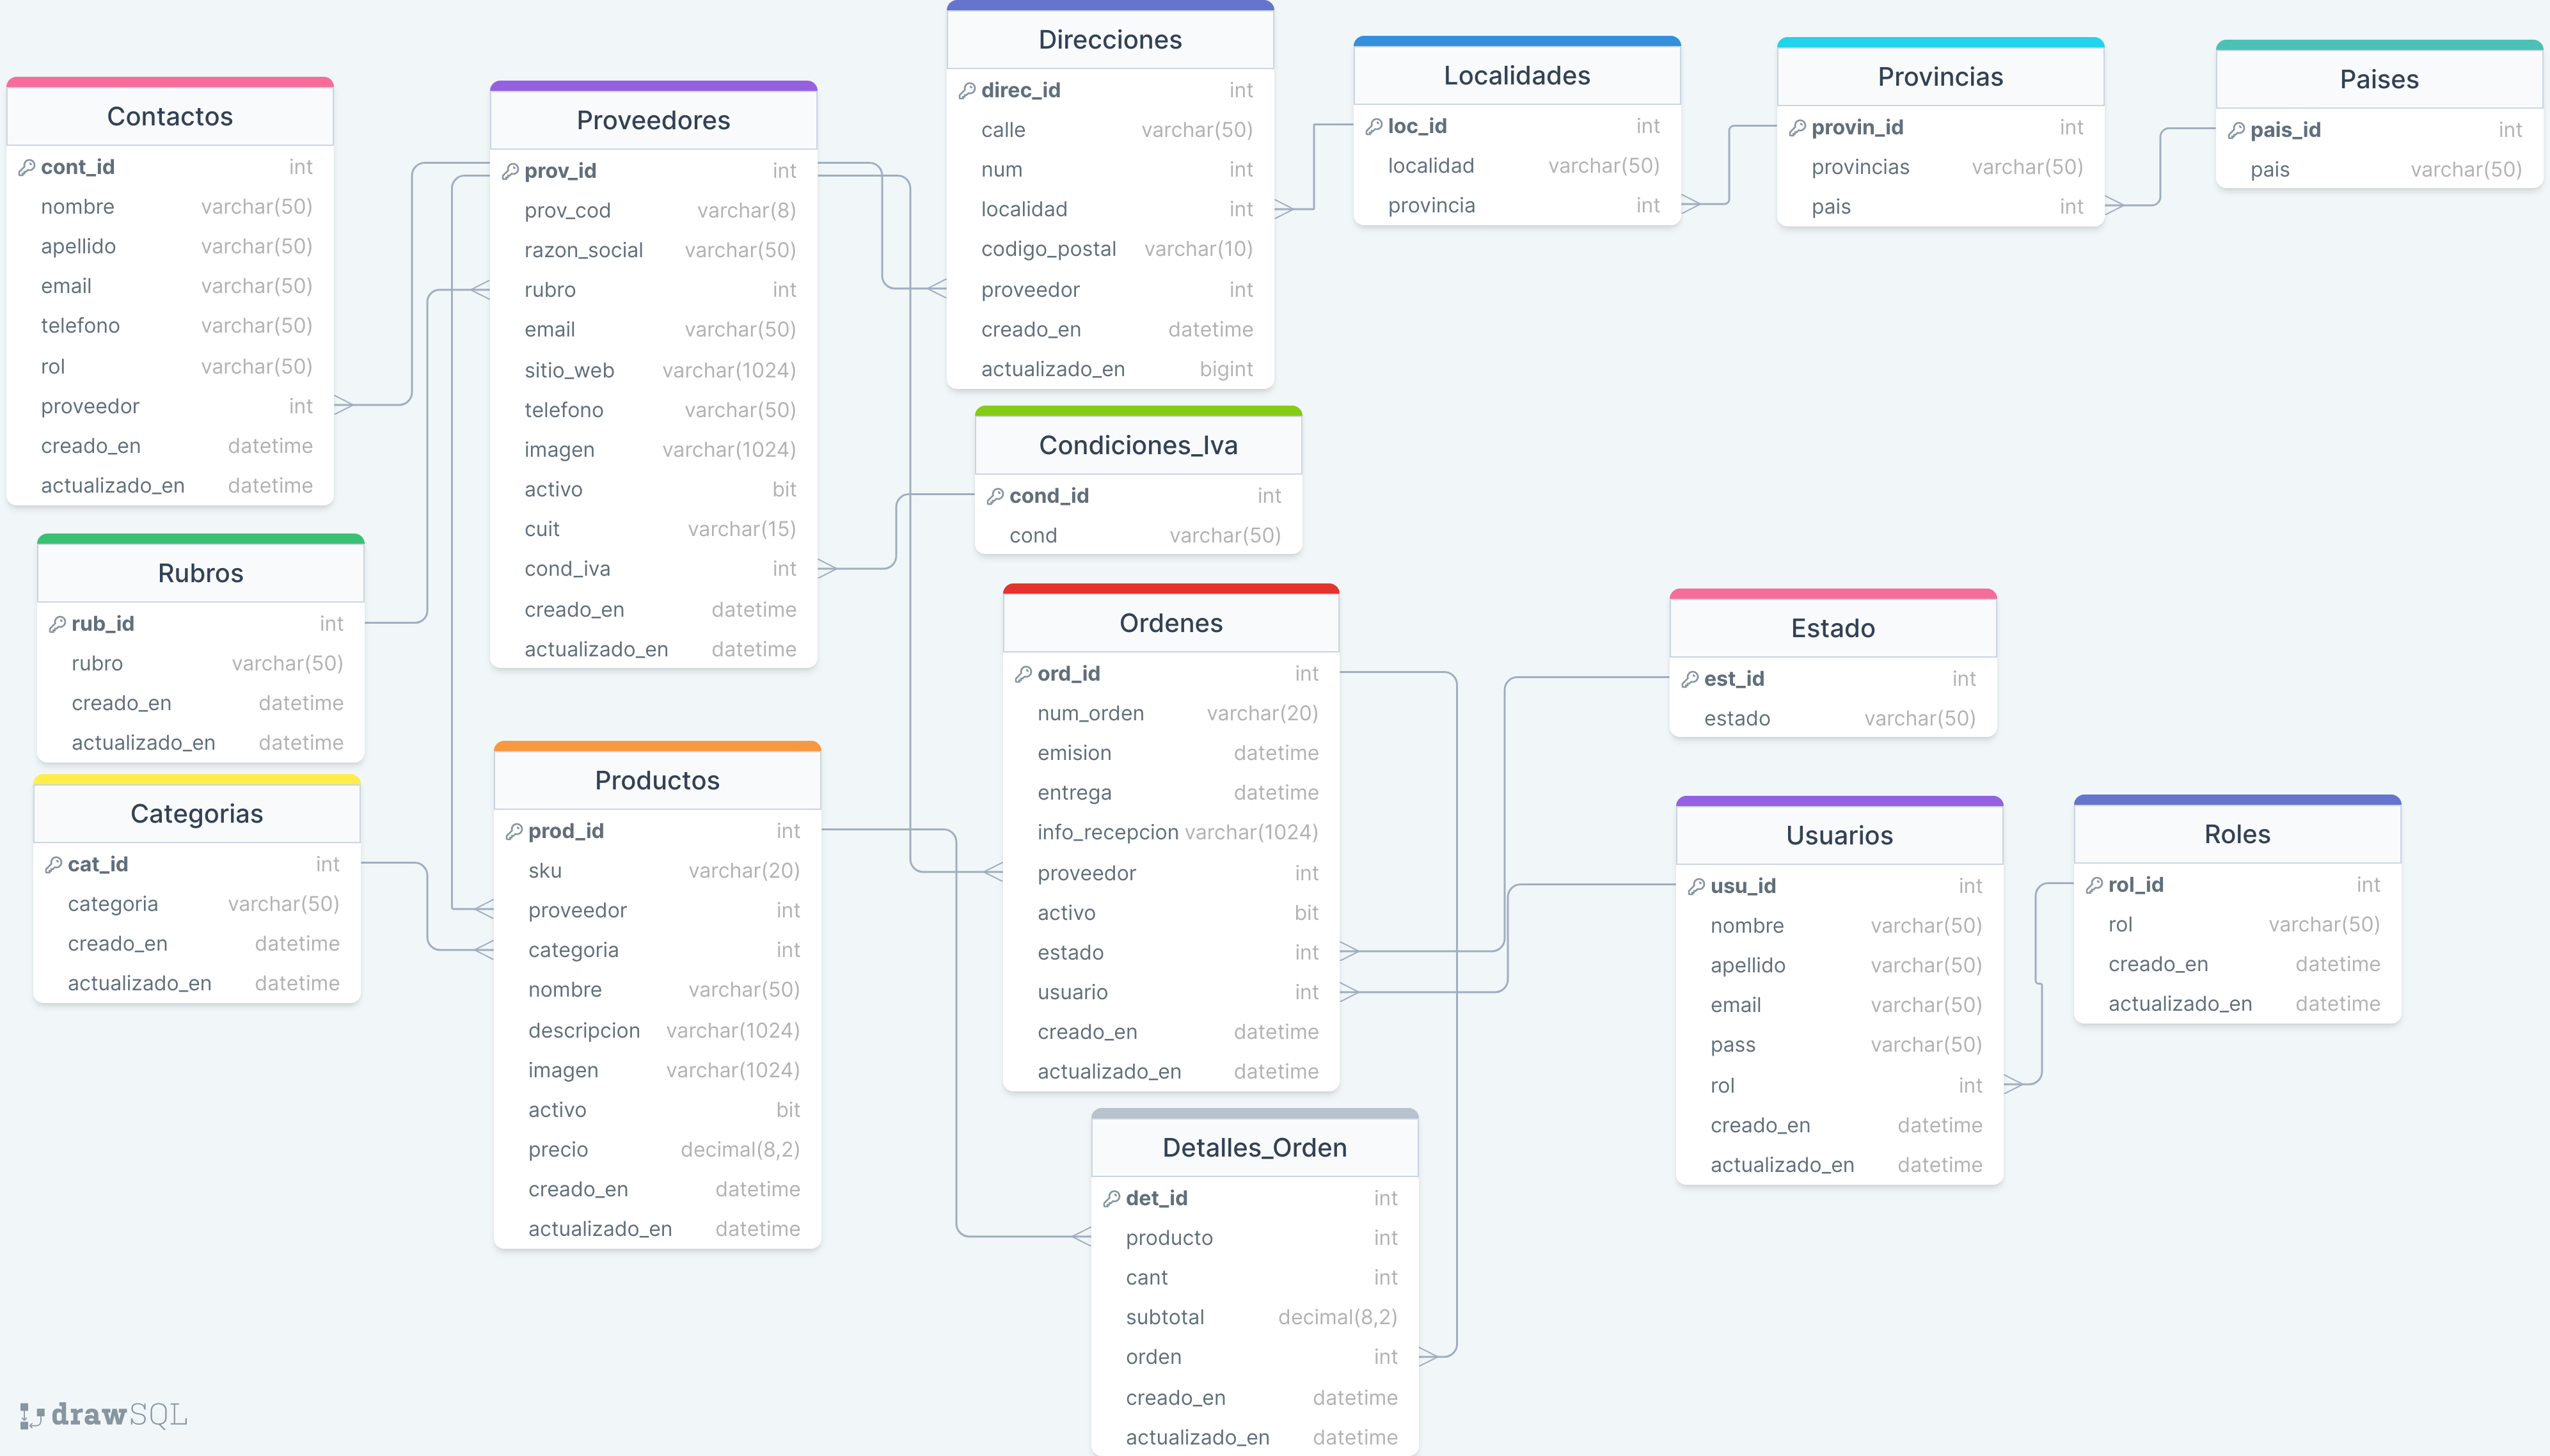 Contactos
cont_id int
nombre varchar(50)
apellido varchar(50)
email varchar(50)
telefono varchar(50)
rol varchar(50)
proveedor int
creado_en datetime
actualizado_en datetime
Proveedores
prov_id int
prov_cod varchar(8)
razon_social varchar(50)
rubro int
email varchar(50)
sitio_web varchar(1024)
telefono varchar(50)
imagen varchar(1024)
activo bit
cuit varchar(15)
cond_iva int
creado_en datetime
actualizado_en datetime
Direcciones
direc_id int
calle varchar(50)
num int
localidad int
codigo_postal varchar(10)
proveedor int
creado_en datetime
actualizado_en bigint
Localidades
loc_id int
localidad varchar(50)
provincia int
Provincias
provin_id int
provincias varchar(50)
pais int
Paises
pais_id int
pais varchar(50)
Condiciones_Iva
cond_id int
cond varchar(50)
Rubros
rub_id int
rubro varchar(50)
creado_en datetime
actualizado_en datetime
Categorias
cat_id int
categoria varchar(50)
creado_en datetime
actualizado_en datetime
Productos
prod_id int
sku varchar(20)
proveedor int
categoria int
nombre varchar(50)
descripcion varchar(1024)
imagen varchar(1024)
activo bit
precio decimal(8,2)
creado_en datetime
actualizado_en datetime
Ordenes
ord_id int
num_orden varchar(20)
emision datetime
entrega datetime
info_recepcion varchar(1024)
proveedor int
activo bit
estado int
usuario int
creado_en datetime
actualizado_en datetime
Estado
est_id int
estado varchar(50)
Usuarios
usu_id int
nombre varchar(50)
apellido varchar(50)
email varchar(50)
pass varchar(50)
rol int
creado_en datetime
actualizado_en datetime
Roles
rol_id int
rol varchar(50)
creado_en datetime
actualizado_en datetime
Detalles_Orden
det_id int
producto int
cant int
subtotal decimal(8,2)
orden int
creado_en datetime
actualizado_en datetime
drawSQL